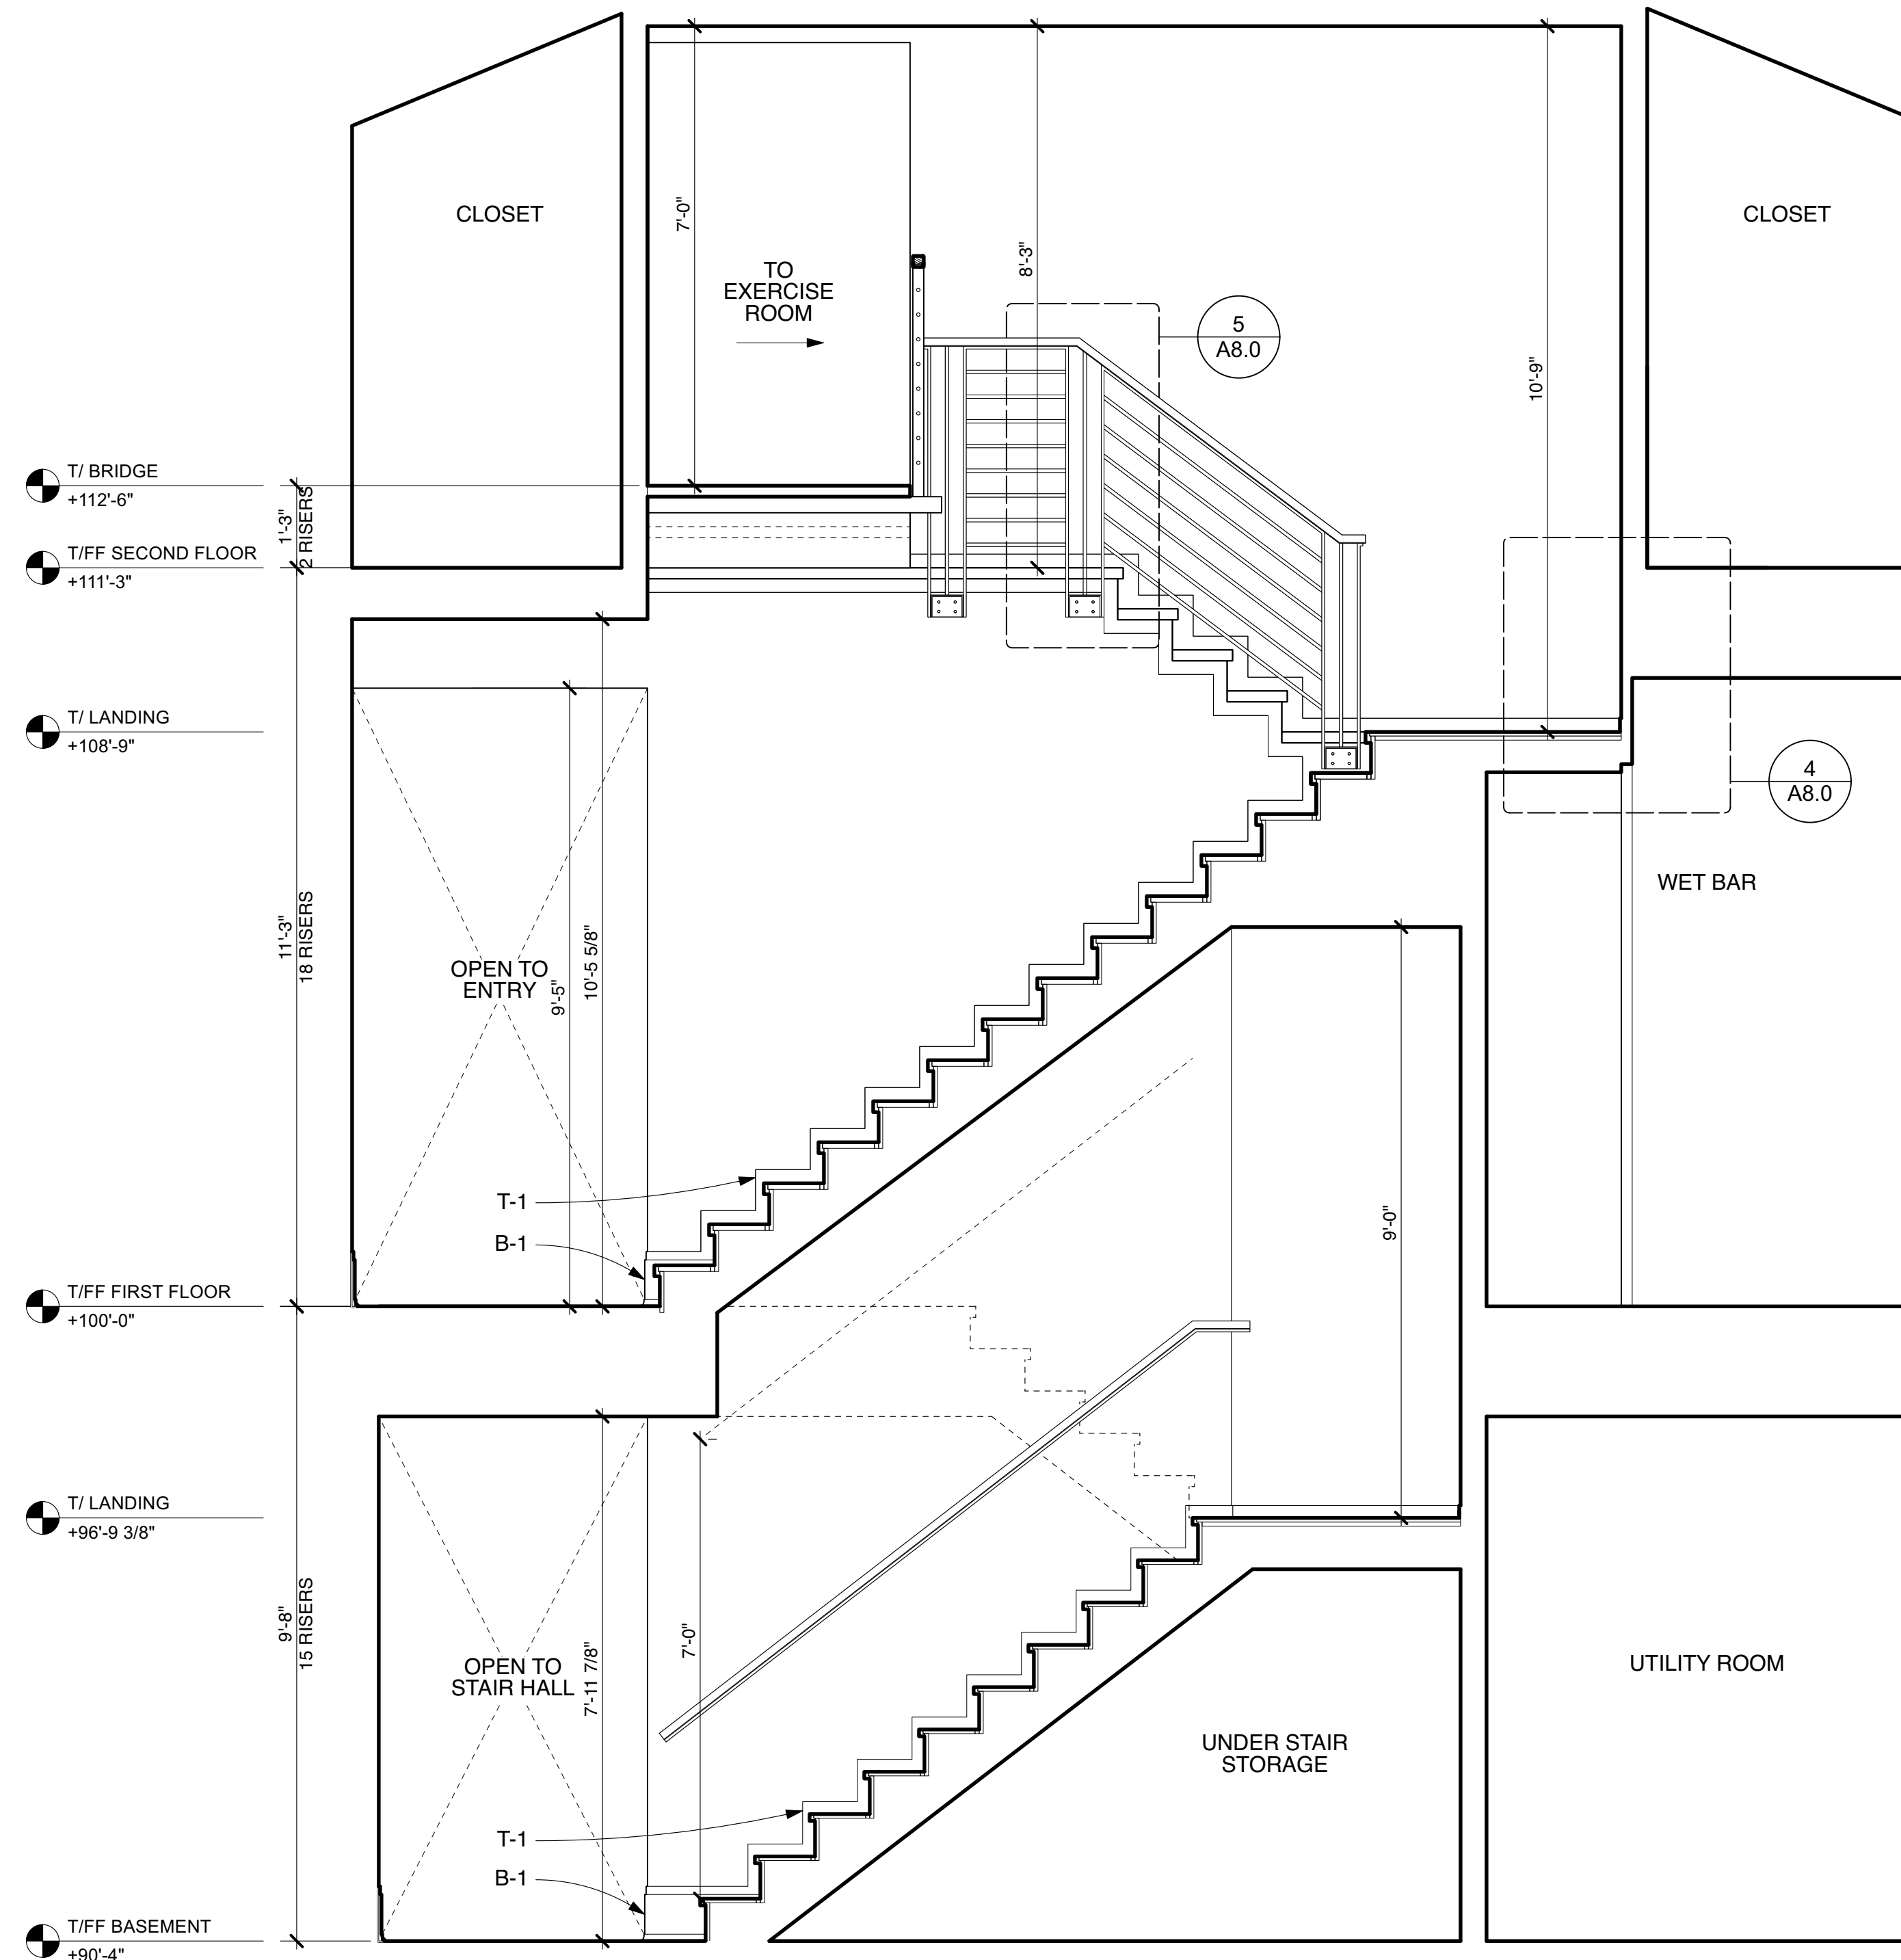 CLOSET
7'-0"
TO
EXERCISE
ROOM
8'-3"
5
A8.0
10'-9"
CLOSET
T/ BRIDGE
+112'-6"
1'-3"
2 RISERS
T/FF SECOND FLOOR
+111'-3"
T/ LANDING
+108'-9"
4
A8.0
WET BAR
11'-3"
18 RISERS
OPEN TO
ENTRY
9'-5"
10'-5 5/8"
T-1
B-1
9'-0"
T/FF FIRST FLOOR
+100'-0"
T/ LANDING
+96'-9 3/8"
9'-8"
15 RISERS
OPEN TO
STAIR HALL
7'-11 7/8"
7'-0"
UTILITY ROOM
UNDER STAIR
STORAGE
T-1
B-1
T/FF BASEMENT
+90'-4"